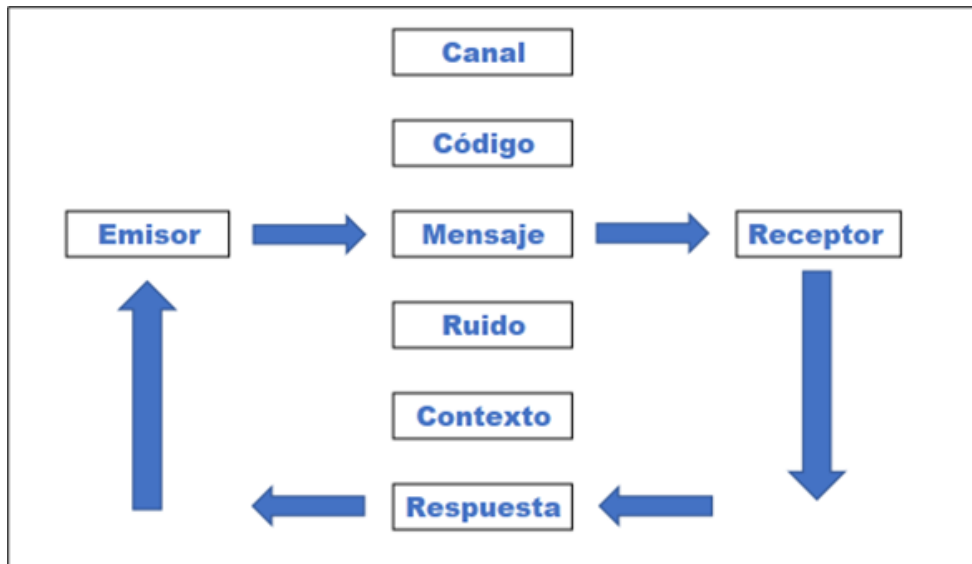 Canal
Código
Emisor
Mensaje
Receptor
Ruido
Contexto
Respuesta